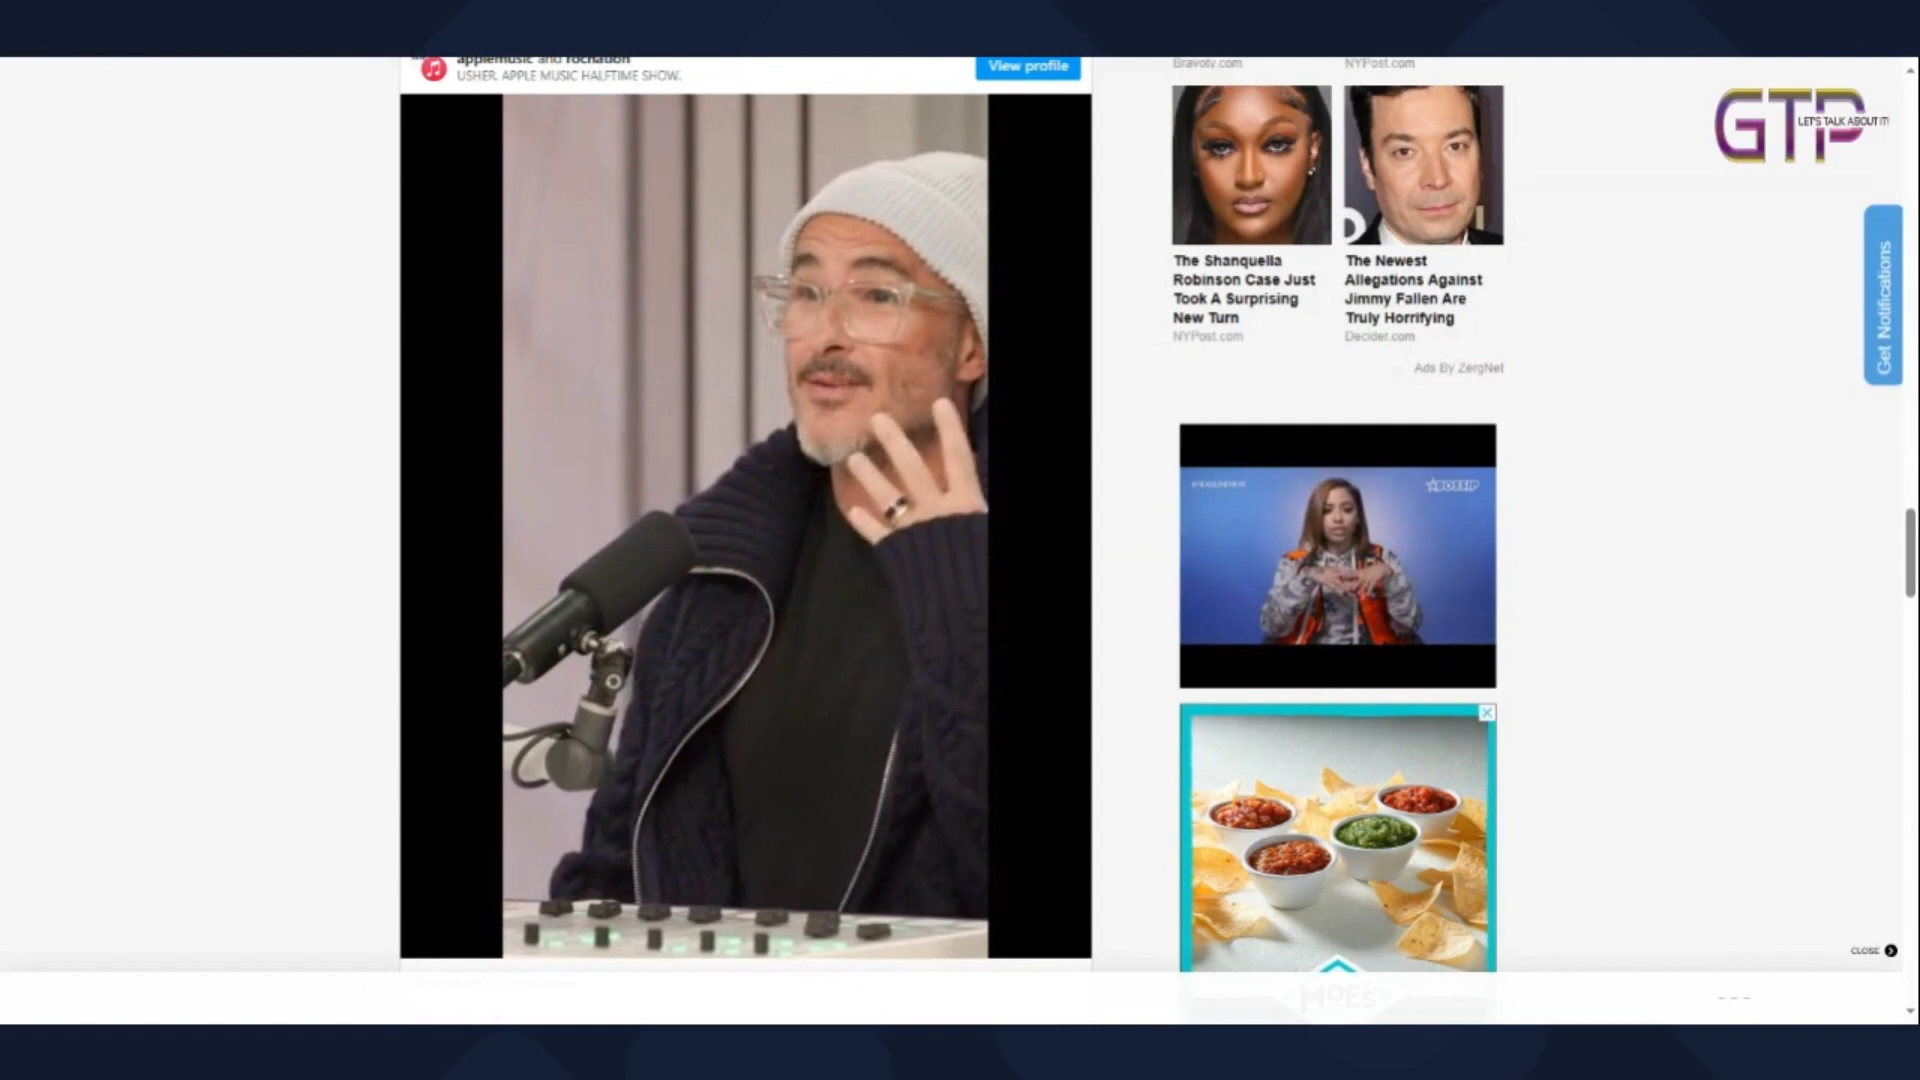 applemusic and rocnation
USHER. APPLE MUSIC HALFTIME SHOW.
View profile
Bravotv.com
NYPost.com
GTP
LET'S TALK ABOUT IT!
The Shanquella
Robinson Case Just
Took A Surprising
New Turn
NYPost.com
The Newest
Allegations Against
Jimmy Fallen Are
Truly Horrifying
Decider.com
Ads By ZergNet
Get Notifications
BOSSIP
CLOSE
MOE'S